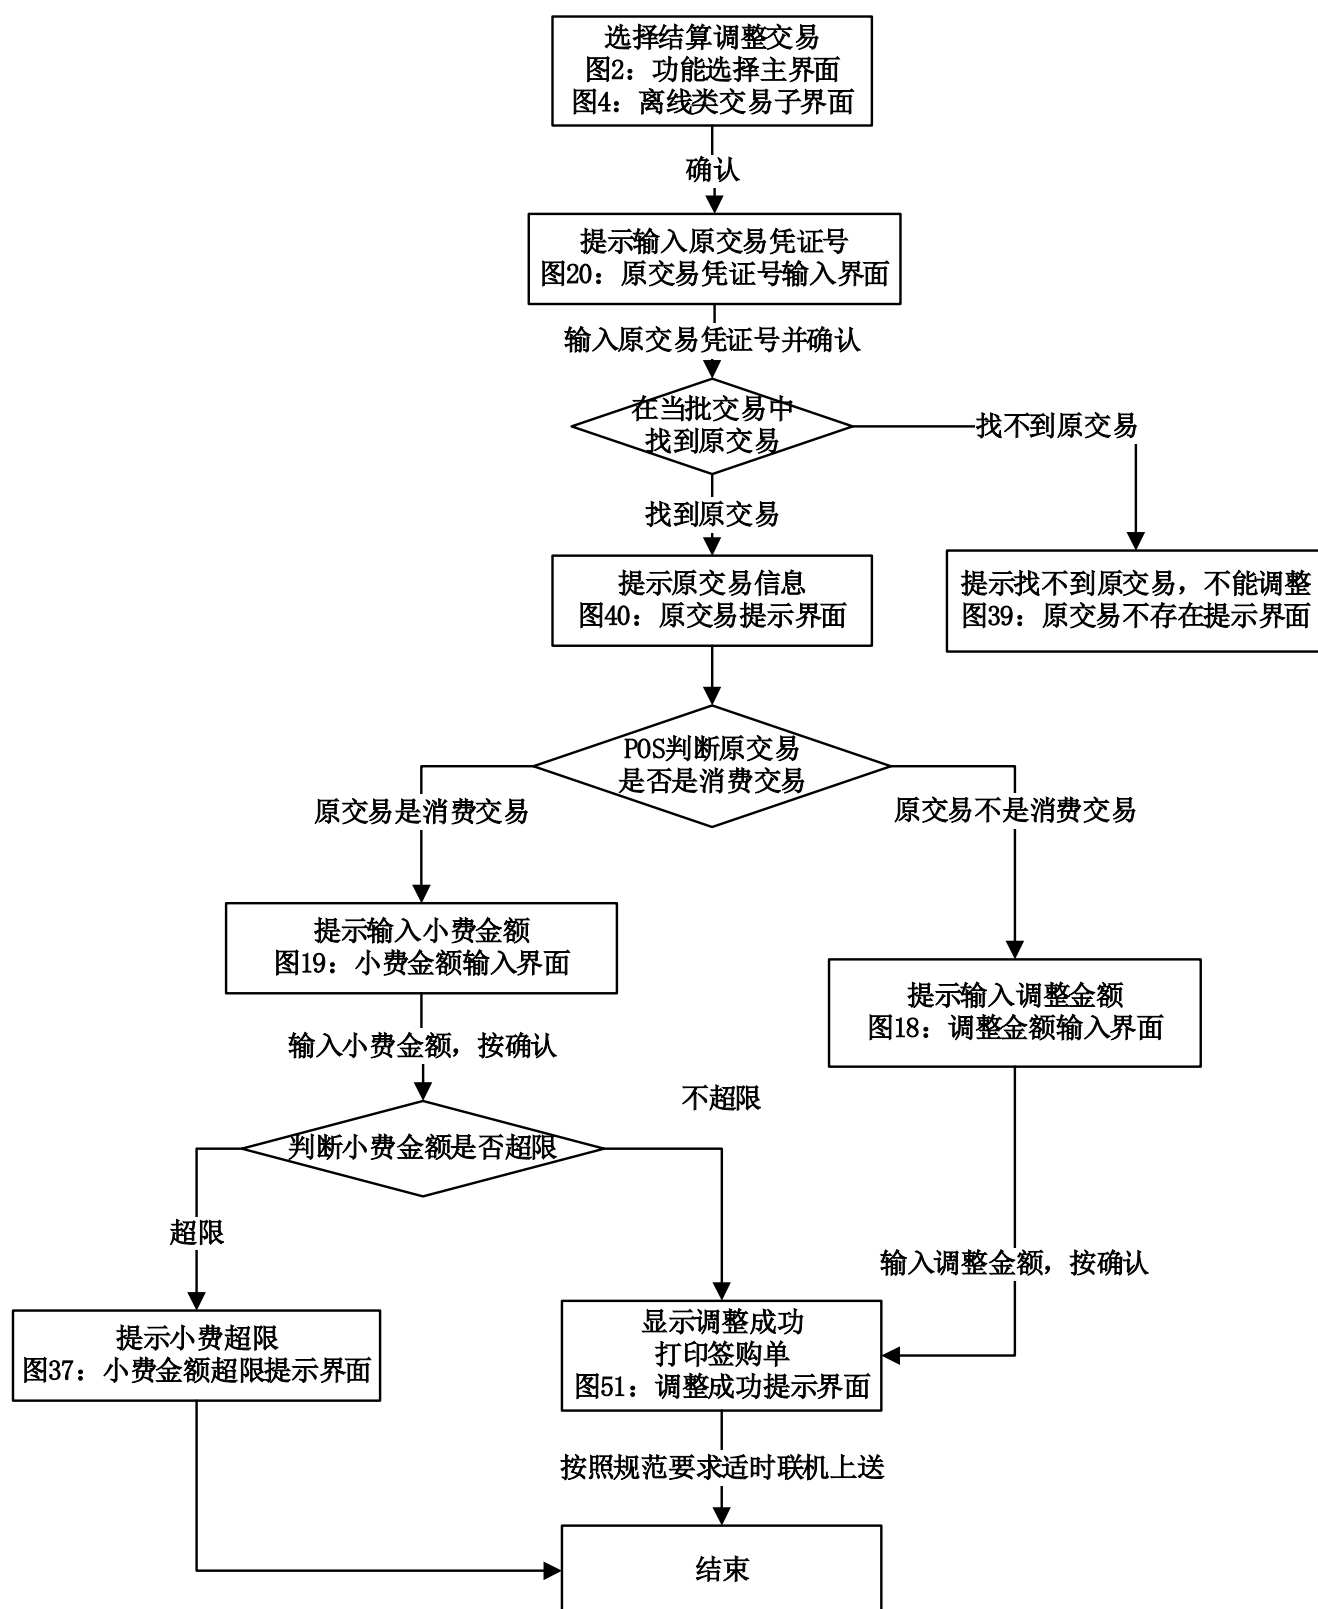 选择结算调整交易
图2：功能选择主界面
图4：离线类交易子界面
确认
提示输入原交易凭证号
图20：原交易凭证号输入界面
输入原交易凭证号并确认
在当批交易中
找到原交易
找不到原交易
找到原交易
提示原交易信息
图40：原交易提示界面
提示找不到原交易，不能调整
图39：原交易不存在提示界面
POS判断原交易
是否是消费交易
原交易是消费交易
原交易不是消费交易
提示输入小费金额
图19：小费金额输入界面
提示输入调整金额
图18：调整金额输入界面
输入小费金额，按确认
不超限
判断小费金额是否超限
超限
输入调整金额，按确认
提示小费超限
图37：小费金额超限提示界面
显示调整成功
打印签购单
图51：调整成功提示界面
按照规范要求适时联机上送
结束